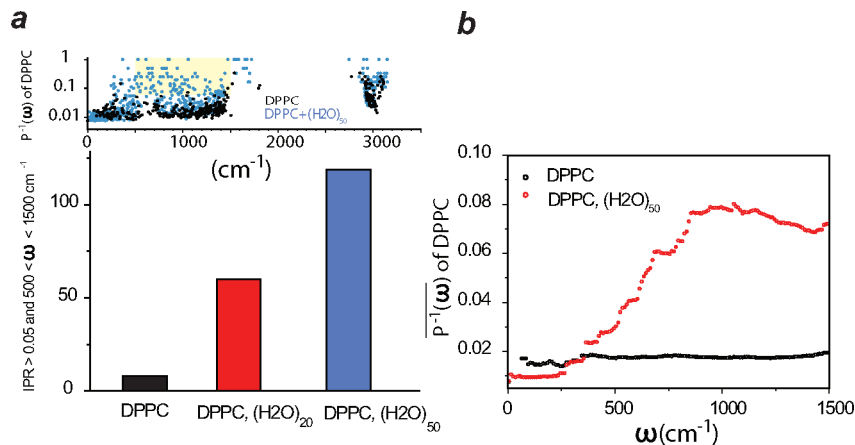 a
P⁻¹(ω) of DPPC
1
0.1
0.01
DPPC
DPPC+(H2O)₅₀
0 1000 2000 3000
(cm⁻¹)
IPR > 0.05 and 500 < ω < 1500 cm⁻¹
100
50
0
DPPC DPPC, (H2O)₂₀ DPPC, (H2O)₅₀
b
P⁻¹(ω) of DPPC
0.10
0.08
0.06
0.04
0.02
DPPC
DPPC, (H2O)₅₀
0 500 1000 1500
ω(cm⁻¹)